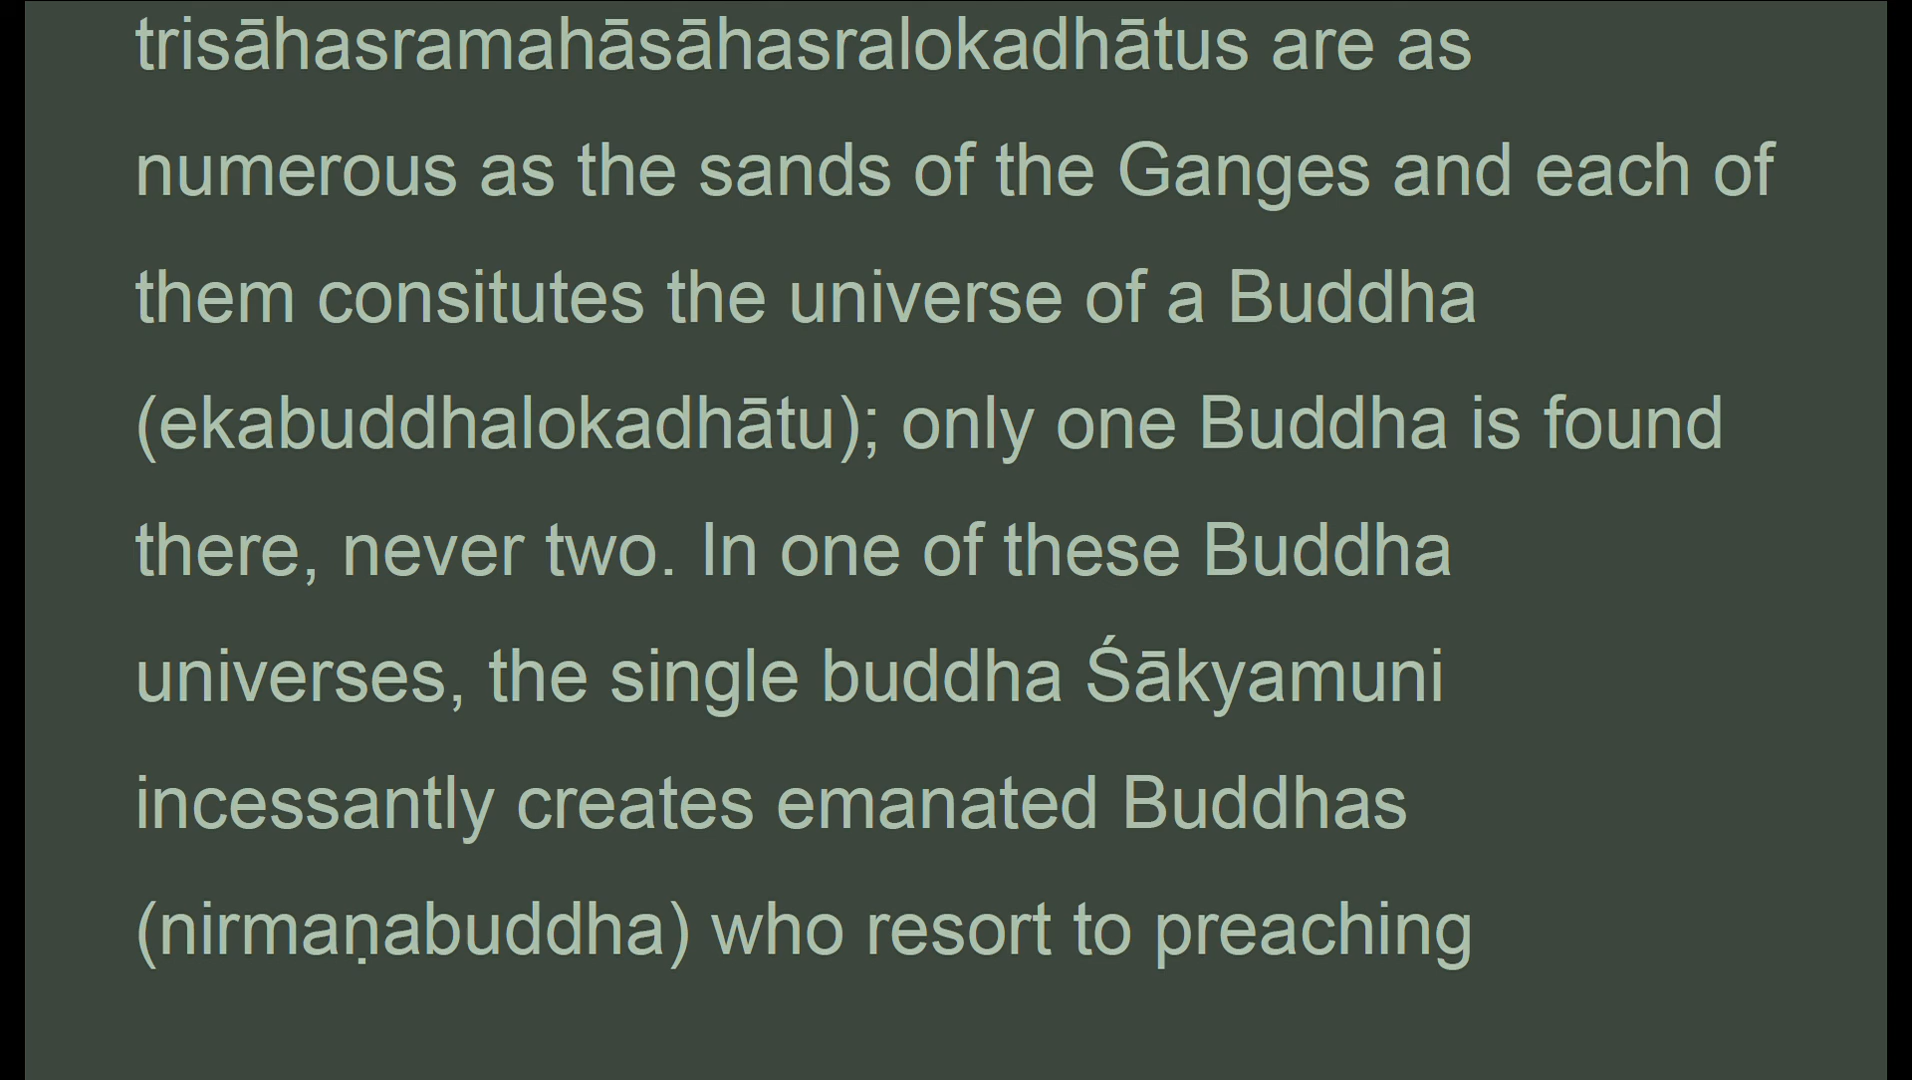 trisāhasramahāsāhasralokadhātus are as
numerous as the sands of the Ganges and each of
them consitutes the universe of a Buddha
(ekabuddhalokadhātu); only one Buddha is found
there, never two. In one of these Buddha
universes, the single buddha Śākyamuni
incessantly creates emanated Buddhas
(nirmaṇabuddha) who resort to preaching